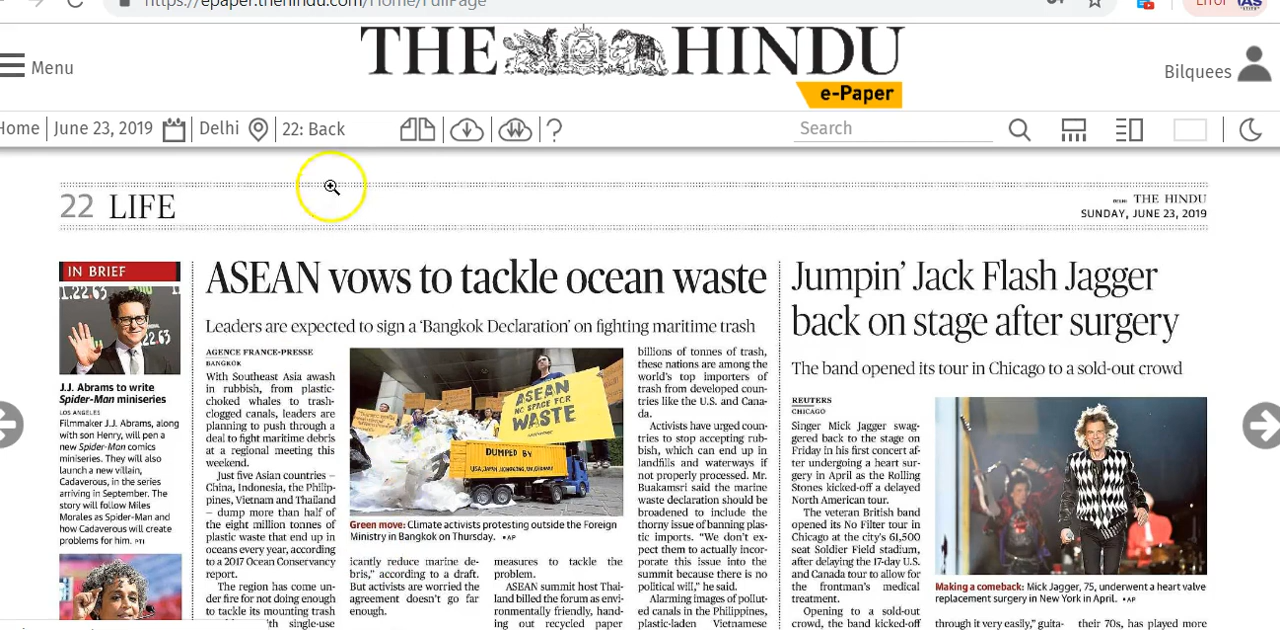 https://epaper.thehindu.com/Home/FullPage
Error
IAS
THE HINDU
e-Paper
Menu
Bilquees
Home
June 23, 2019
Delhi
22: Back
?
Search
22 LIFE
THE HINDU
SUNDAY, JUNE 23, 2019
IN BRIEF
1.22.63
22.63
J.J. Abrams to write
Spider-Man miniseries
LOS ANGELES
Filmmaker J.J. Abrams, along
with son Henry, will pen a
new Spider-Man comics
miniseries. They will also
launch a new villain,
Cadaverous, in the series
arriving in September. The
story will follow Miles
Morales as Spider-Man and
how Cadaverous will create
problems for him. PTI
ASEAN vows to tackle ocean waste
Leaders are expected to sign a ‘Bangkok Declaration’ on fighting maritime trash
AGENCE FRANCE-PRESSE
BANGKOK
With Southeast Asia awash
in rubbish, from plastic-
choked whales to trash-
clogged canals, leaders are
planning to push through a
deal to fight maritime debris
at a regional meeting this
weekend.
Just five Asian countries –
China, Indonesia, the Philip-
pines, Vietnam and Thailand
– dump more than half of
the eight million tonnes of
plastic waste that end up in
oceans every year, according
to a 2017 Ocean Conservancy
report.
The region has come un-
der fire for not doing enough
to tackle its mounting trash
with single-use
ASEAN
NO SPACE FOR
WASTE
DUMPED BY
Green move: Climate activists protesting outside the Foreign
Ministry in Bangkok on Thursday. •AP
icantly reduce marine de-
bris,” according to a draft.
But activists are worried the
agreement doesn’t go far
enough.
measures to tackle the
problem.
ASEAN summit host Thai-
land billed the forum as envi-
ronmentally friendly, hand-
ing out recycled paper
billions of tonnes of trash,
these nations are among the
world’s top importers of
trash from developed coun-
tries like the U.S. and Cana-
da.
Activists have urged coun-
tries to stop accepting rub-
bish, which can end up in
landfills and waterways if
not properly processed. Mr.
Buakamsri said the marine
waste declaration should be
broadened to include the
thorny issue of banning plas-
tic imports. “We don’t ex-
pect them to actually incor-
porate this issue into the
summit because there is no
political will,” he said.
Alarming images of pollut-
ed canals in the Philippines,
plastic-laden Vietnamese
Jumpin’ Jack Flash Jagger
back on stage after surgery
The band opened its tour in Chicago to a sold-out crowd
REUTERS
CHICAGO
Singer Mick Jagger swag-
gered back to the stage on
Friday in his first concert af-
ter undergoing a heart sur-
gery in April as the Rolling
Stones kicked-off a delayed
North American tour.
The veteran British band
opened its No Filter tour in
Chicago at the city’s 61,500
seat Soldier Field stadium,
after delaying the 17-day U.S.
and Canada tour to allow for
the frontman’s medical
treatment.
Opening to a sold-out
crowd, the band kicked-off
Making a comeback: Mick Jagger, 75, underwent a heart valve
replacement surgery in New York in April. •AP
through it very easily,” guita-
their 70s, has played more